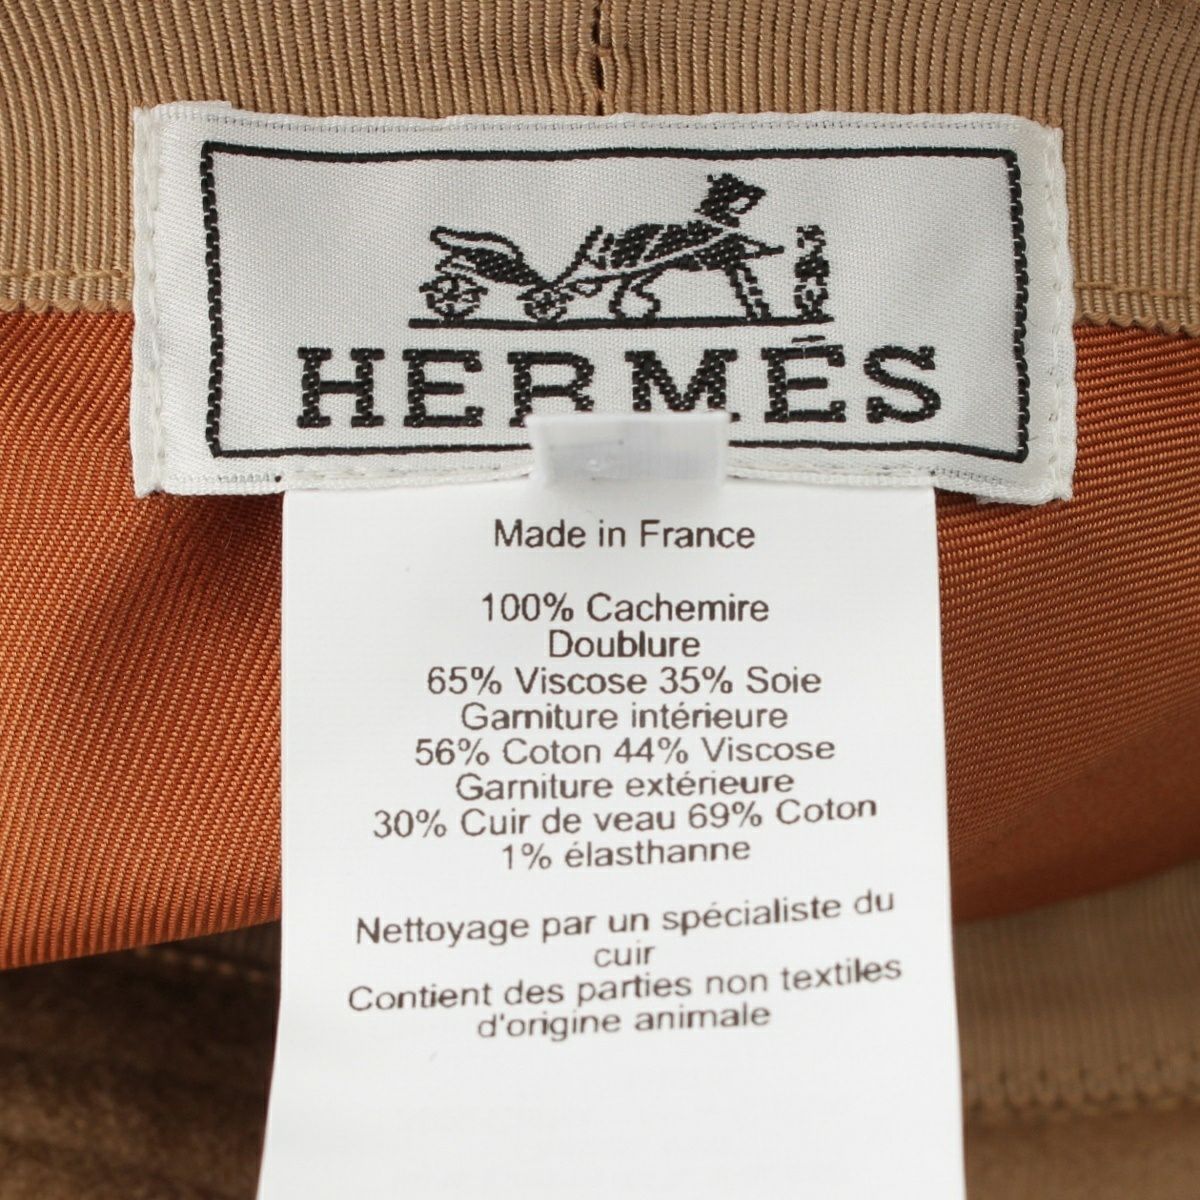 HERMÈS
Made in France
100% Cachemire
Doublure
65% Viscose 35% Soie
Garniture intérieure
56% Coton 44% Viscose
Garniture extérieure
30% Cuir de veau 69% Coton
1% élasthanne
Nettoyage par un spécialiste du
cuir
Contient des parties non textiles
d'origine animale